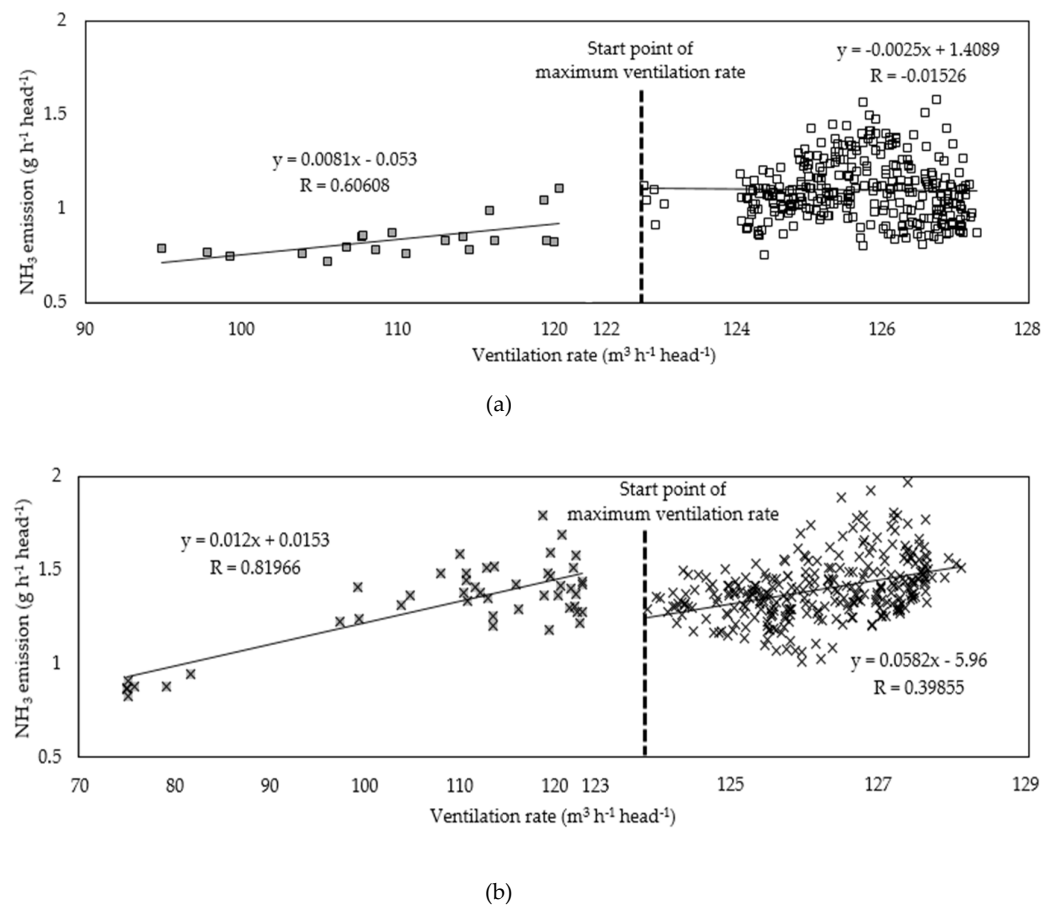 2
1.5
1
0.5
NH₃ emission (g h⁻¹ head⁻¹)
Start point of
maximum ventilation rate
y = 0.0081x - 0.053
R = 0.60608
y = -0.0025x + 1.4089
R = -0.01526
90 100 110 120 122 124 126 128
Ventilation rate (m³ h⁻¹ head⁻¹)
(a)
2
1.5
1
0.5
NH₃ emission (g h⁻¹ head⁻¹)
Start point of
maximum ventilation rate
y = 0.012x + 0.0153
R = 0.81966
y = 0.0582x - 5.96
R = 0.39855
70 80 90 100 110 120 123 125 127 129
Ventilation rate (m³ h⁻¹ head⁻¹)
(b)